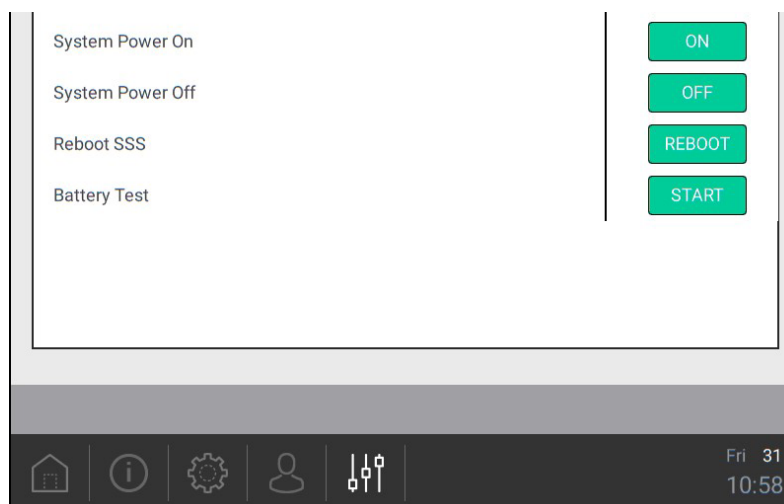 System Power On ON
System Power Off OFF
Reboot SSS REBOOT
Battery Test START
Fri 31
10:58